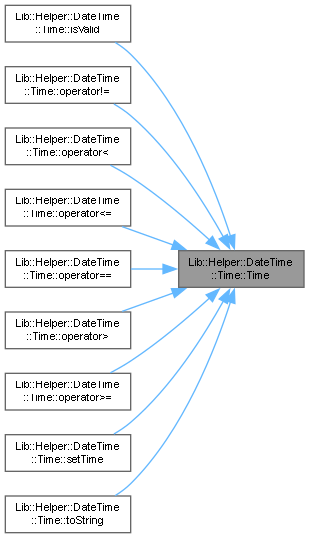 Lib::Helper::DateTime
::Time::isValid
Lib::Helper::DateTime
::Time::operator!=
Lib::Helper::DateTime
::Time::operator<
Lib::Helper::DateTime
::Time::operator<=
Lib::Helper::DateTime
::Time::operator==
Lib::Helper::DateTime
::Time::Time
Lib::Helper::DateTime
::Time::operator>
Lib::Helper::DateTime
::Time::operator>=
Lib::Helper::DateTime
::Time::setTime
Lib::Helper::DateTime
::Time::toString